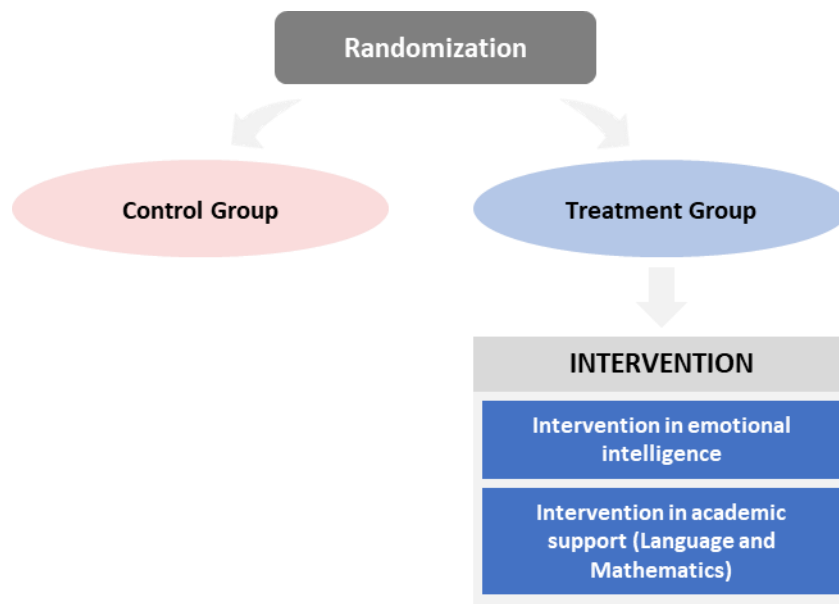 Randomization
Control Group
Treatment Group
INTERVENTION
Intervention in emotional
intelligence
Intervention in academic
support (Language and
Mathematics)